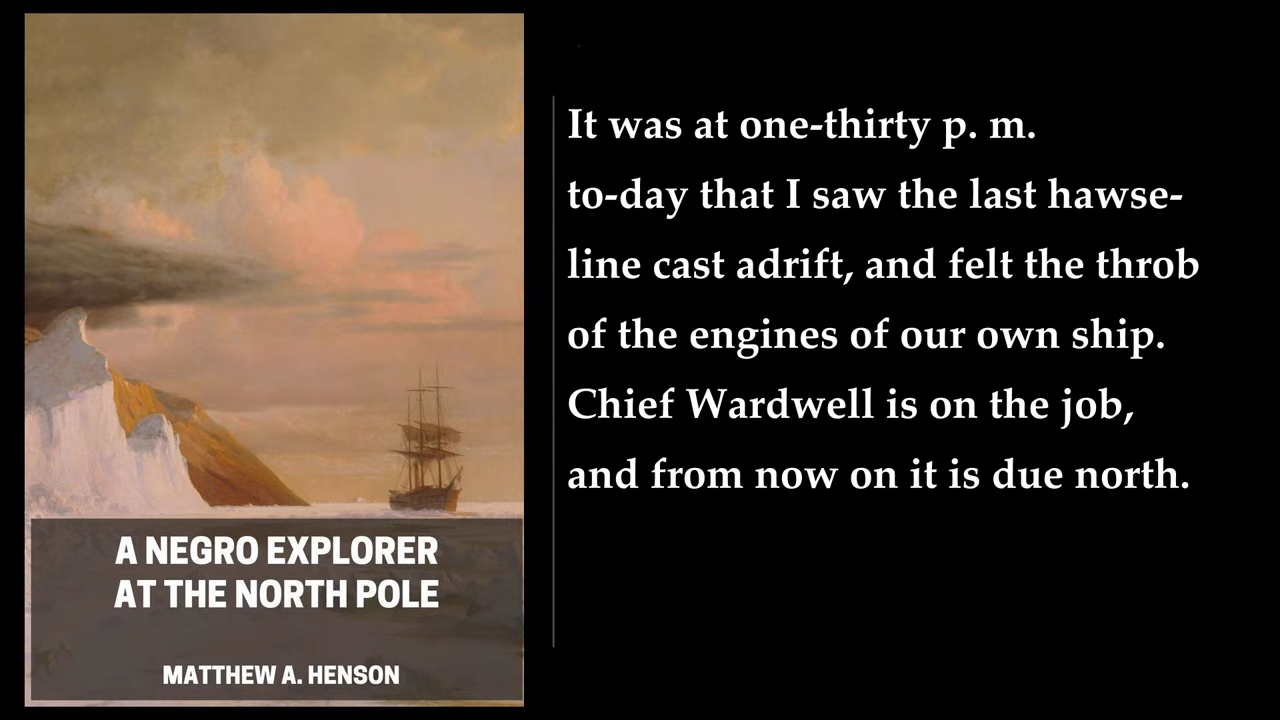 A NEGRO EXPLORER
AT THE NORTH POLE
MATTHEW A. HENSON
It was at one-thirty p. m.
to-day that I saw the last hawse-
line cast adrift, and felt the throb
of the engines of our own ship.
Chief Wardwell is on the job,
and from now on it is due north.